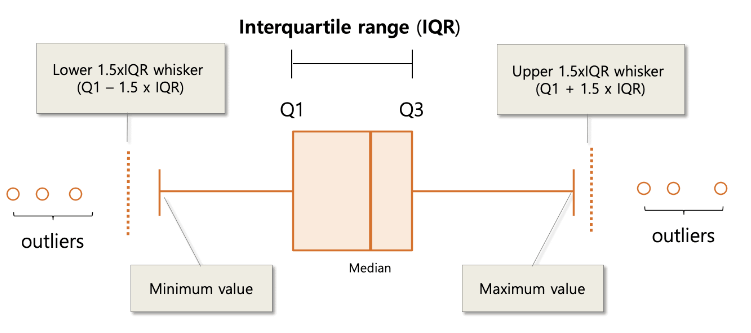 Interquartile range (IQR)
Lower 1.5xIQR whisker
(Q1 – 1.5 x IQR)
Upper 1.5xIQR whisker
(Q1 + 1.5 x IQR)
Q1
Q3
outliers
outliers
Median
Minimum value
Maximum value